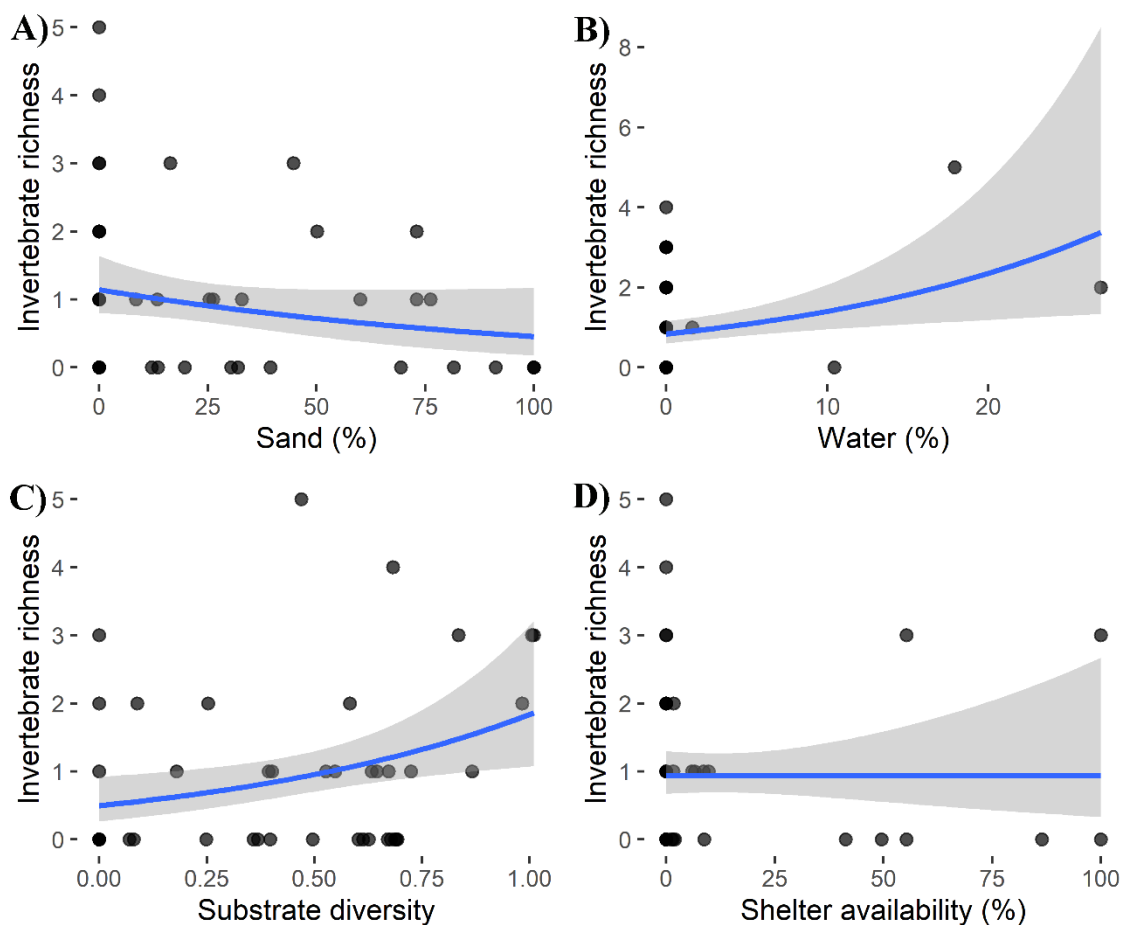 A)
Invertebrate richness
5
4
3
2
1
0
0 25 50 75 100
Sand (%)
B)
Invertebrate richness
8
6
4
2
0
0 10 20
Water (%)
C)
Invertebrate richness
5
4
3
2
1
0
0.00 0.25 0.50 0.75 1.00
Substrate diversity
D)
Invertebrate richness
5
4
3
2
1
0
0 25 50 75 100
Shelter availability (%)